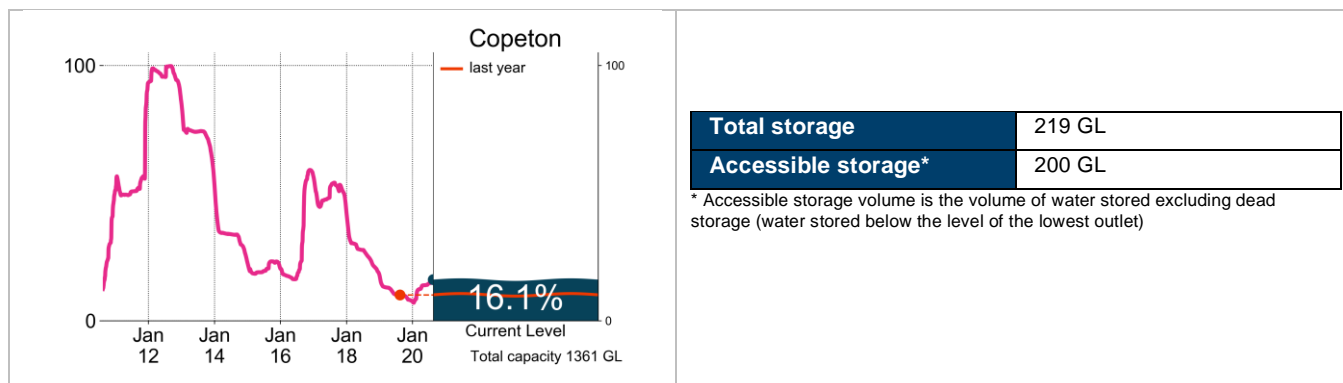 Copeton
last year
100
100
0
0
16.1%
Jan Jan Jan Jan Jan
12 14 16 18 20
Current Level
Total capacity 1361 GL
Total storage 219 GL
Accessible storage* 200 GL
* Accessible storage volume is the volume of water stored excluding dead
storage (water stored below the level of the lowest outlet)